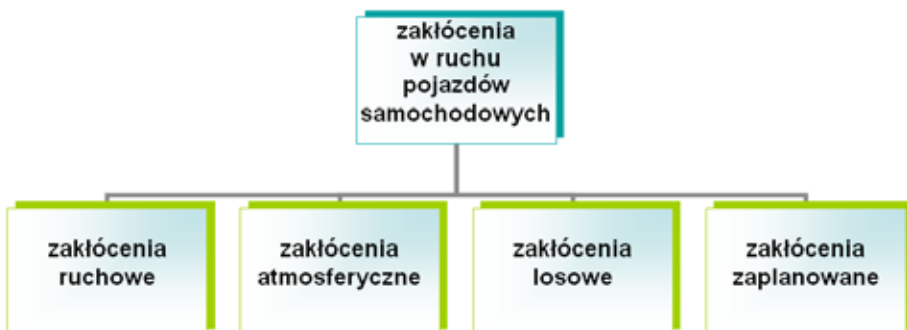 zakłócenia
w ruchu
pojazdów
samochodowych
zakłócenia
ruchowe
zakłócenia
atmosferyczne
zakłócenia
losowe
zakłócenia
zaplanowane